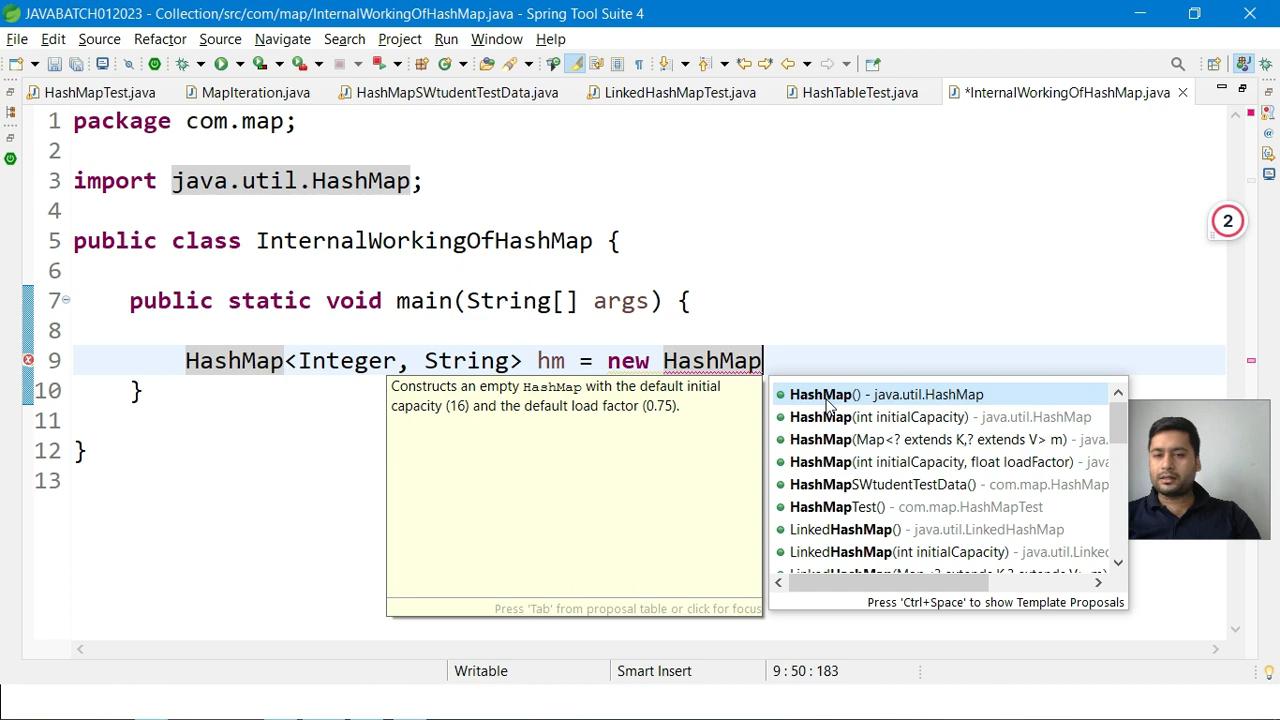 JAVABATCH012023 - Collection/src/com/map/InternalWorkingOfHashMap.java - Spring Tool Suite 4
File Edit Source Refactor Source Navigate Search Project Run Window Help
HashMapTest.java MapIteration.java HashMapSWtudentTestData.java LinkedHashMapTest.java HashTableTest.java *InternalWorkingOfHashMap.java
1 package com.map;
2
3 import java.util.HashMap;
4
5 public class InternalWorkingOfHashMap {
6
7 public static void main(String[] args) {
8
9 HashMap<Integer, String> hm = new HashMap
10 }
11
12 }
13
2
Constructs an empty HashMap with the default initial
capacity (16) and the default load factor (0.75).
Press 'Tab' from proposal table or click for focus
HashMap() - java.util.HashMap
HashMap(int initialCapacity) - java.util.HashMap
HashMap(Map<? extends K,? extends V> m) - java.
HashMap(int initialCapacity, float loadFactor) - java
HashMapSWtudentTestData() - com.map.HashMap
HashMapTest() - com.map.HashMapTest
LinkedHashMap() - java.util.LinkedHashMap
LinkedHashMap(int initialCapacity) - java.util.Linked
LinkedHashMap(Map<? extends K,? extends V> m)
Press 'Ctrl+Space' to show Template Proposals
Writable Smart Insert 9 : 50 : 183